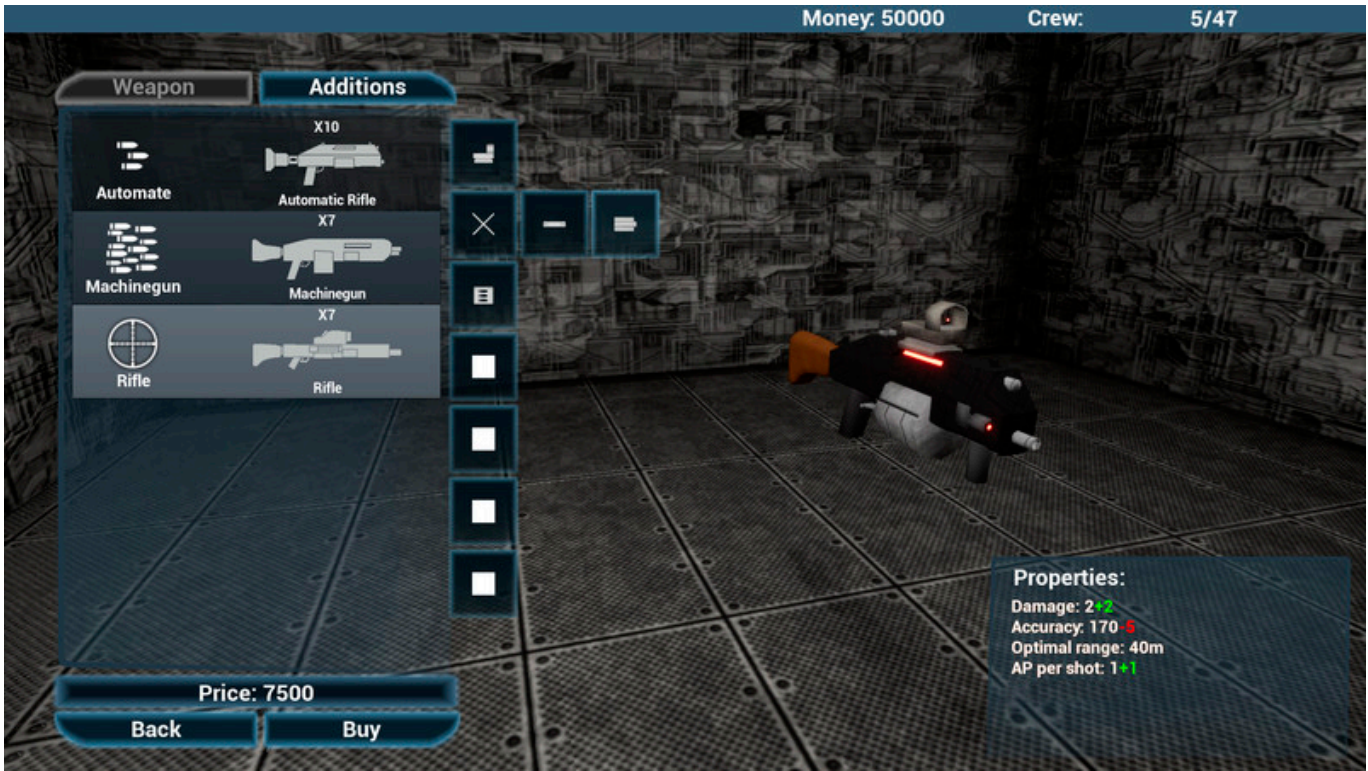 Money: 50000 Crew: 5/47
Weapon Additions
X10
Automate
Automatic Rifle
X7
Machinegun
Machinegun
X7
Rifle
Rifle
Properties:
Damage: 2+2
Accuracy: 170-5
Optimal range: 40m
AP per shot: 1+1
Price: 7500
Back Buy